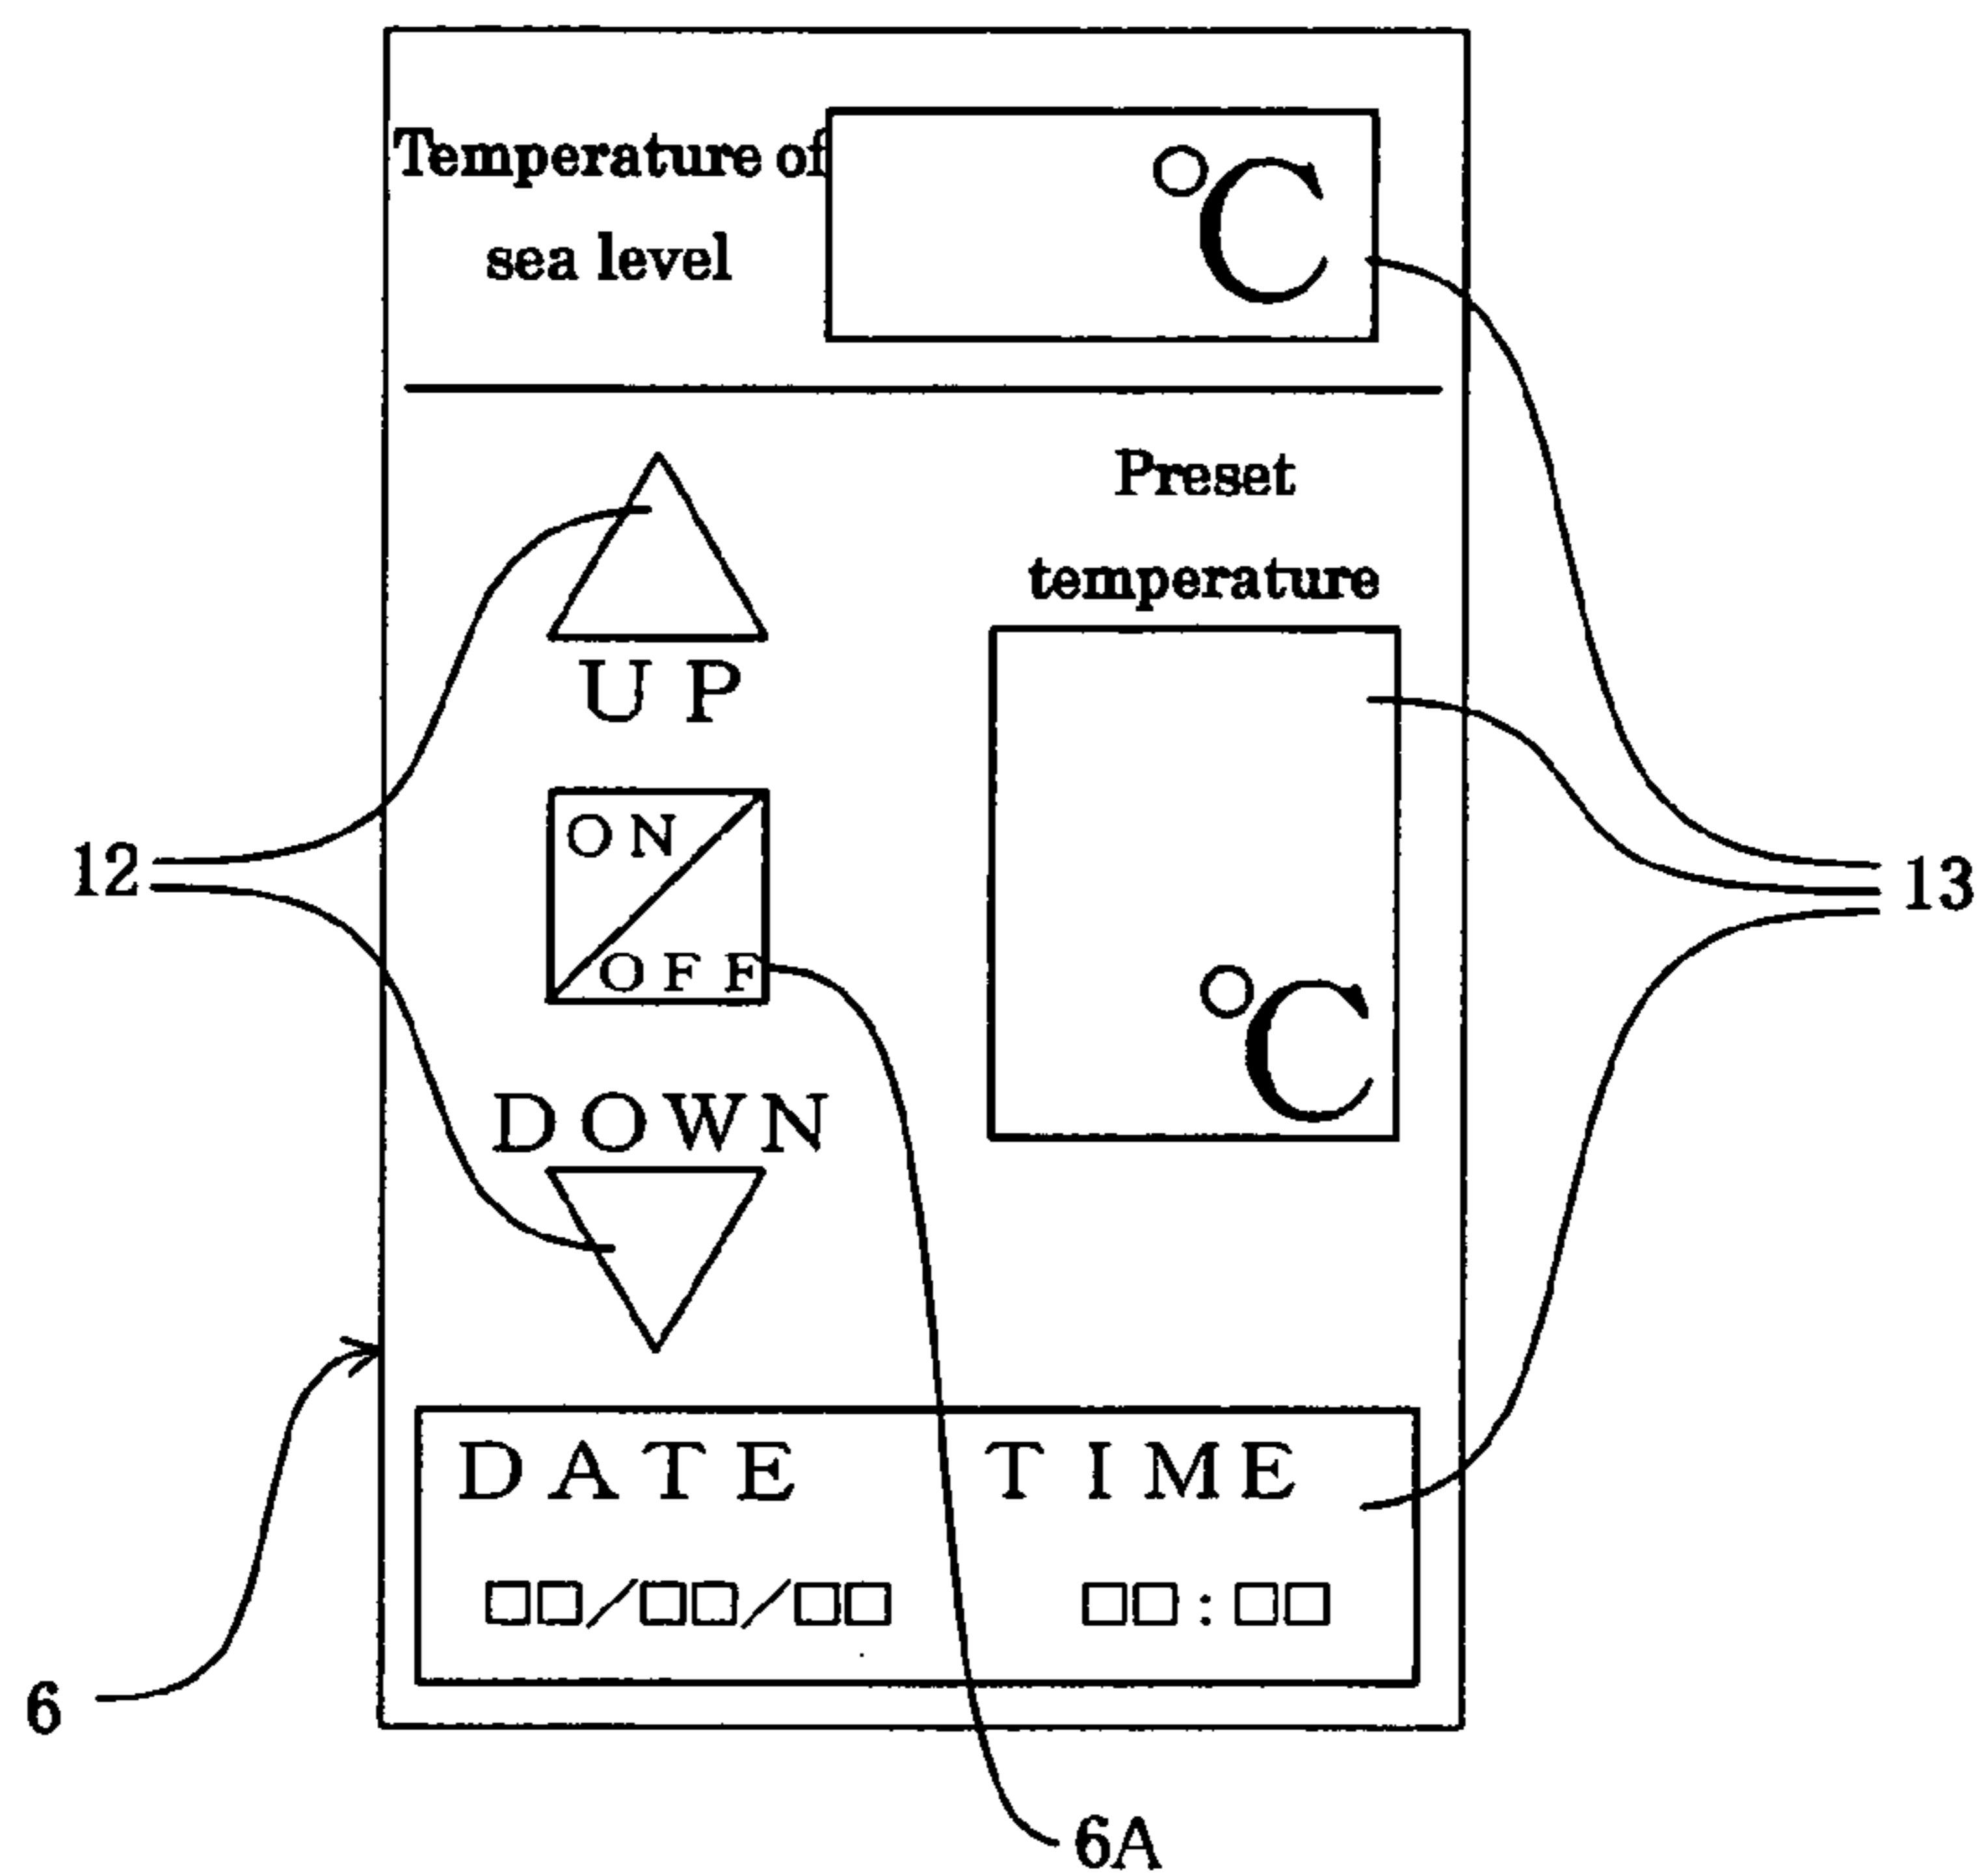 Temperature of
sea level
℃
Preset
temperature
UP
ON
OFF
℃
DOWN
DATE TIME
□□/□□/□□ □□:□□
12
13
6
6A